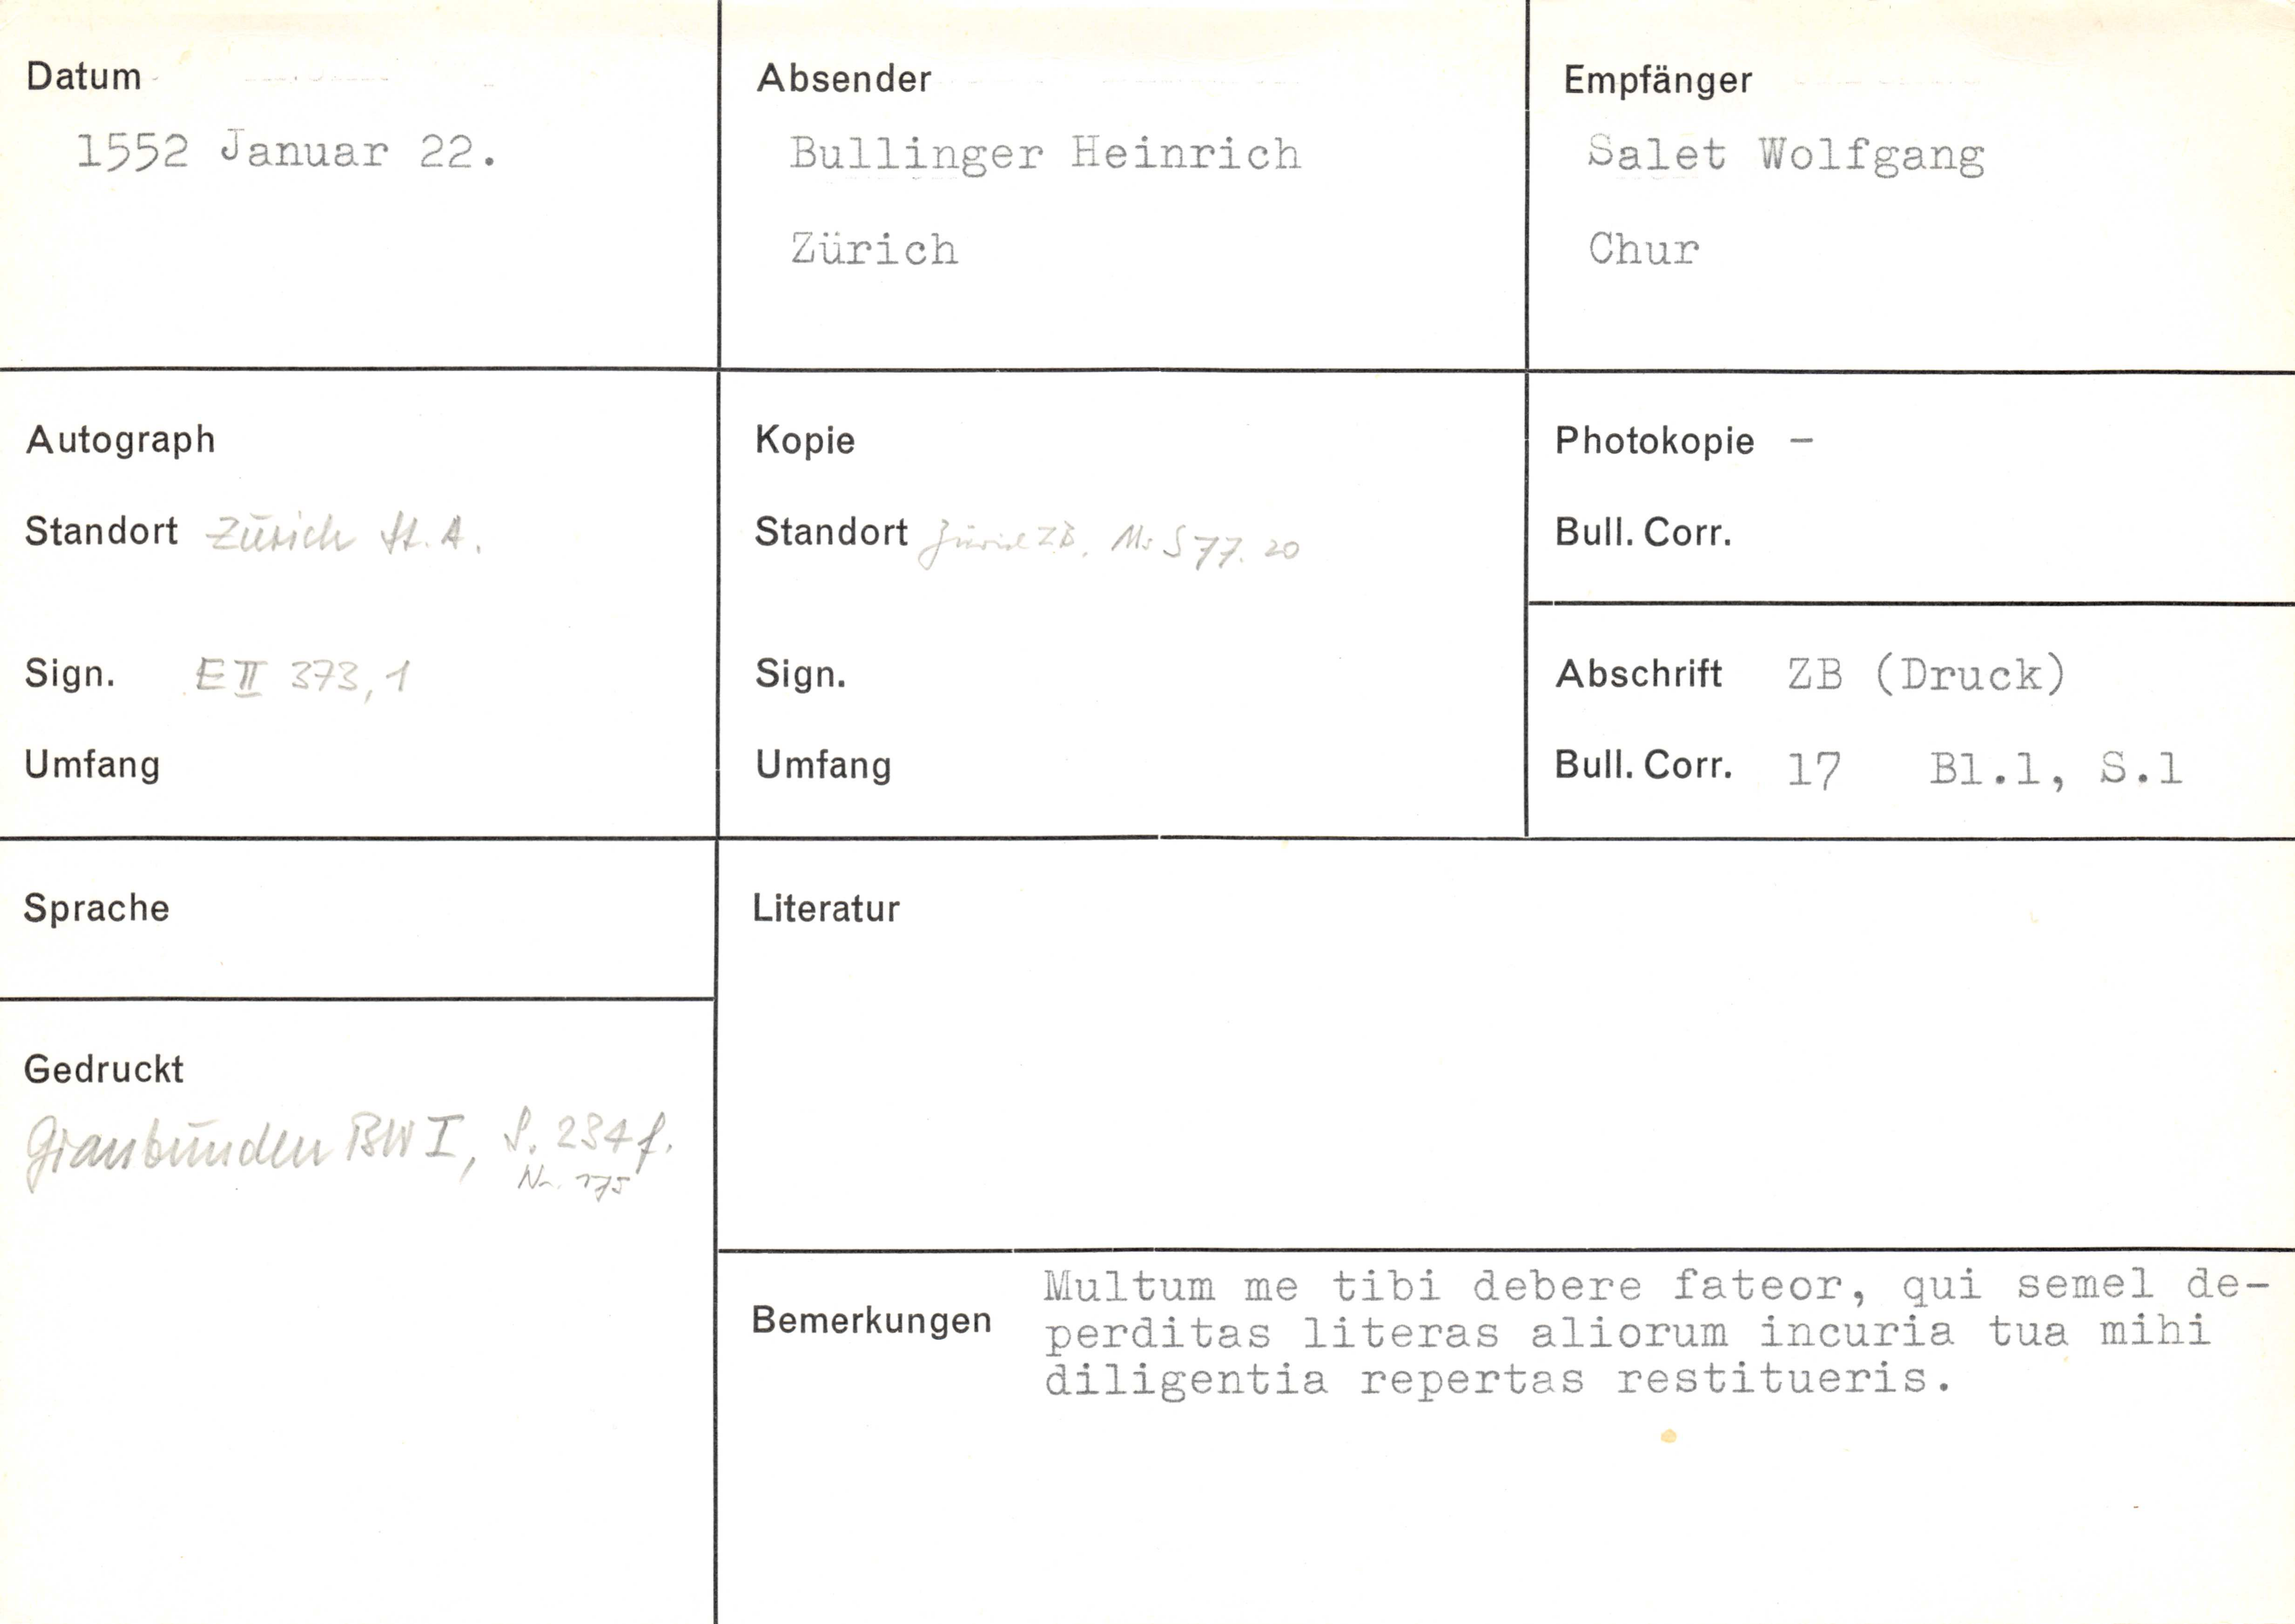 Datum
1552 Januar 22.
Absender
Bullinger Heinrich
Zürich
Empfänger
Salet Wolfgang
Chur
Autograph
Standort Zürich St. A.
Sign. E II 373, 1
Umfang
Kopie
Standort Zürich ZB. Ms S 77. 20
Sign.
Umfang
Photokopie –
Bull. Corr.
Abschrift ZB (Druck)
Bull. Corr. 17 Bl.1, S.1
Sprache
Gedruckt
Graubünden BW I, S. 234 f.
Nr. 175
Literatur
Bemerkungen
Multum me tibi debere fateor, qui semel de-
perditas literas aliorum incuria tua mihi
diligentia repertas restitueris.